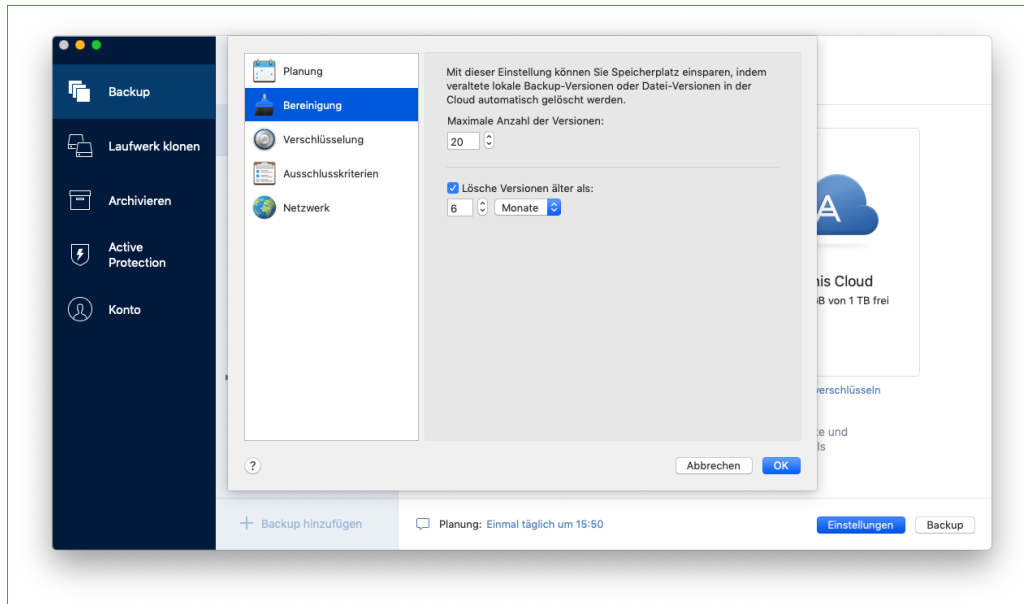 Backup
Laufwerk klonen
Archivieren
Active
Protection
Konto
Planung
Bereinigung
Verschlüsselung
Ausschlusskriterien
Netzwerk
Mit dieser Einstellung können Sie Speicherplatz einsparen, indem
veraltete lokale Backup-Versionen oder Datei-Versionen in der
Cloud automatisch gelöscht werden.
Maximale Anzahl der Versionen:
20
Lösche Versionen älter als:
6 Monate
?
Abbrechen
OK
A
Cloud
von 1 TB frei
verschlüsseln
und
Backup hinzufügen
Planung: Einmal täglich um 15:50
Einstellungen
Backup